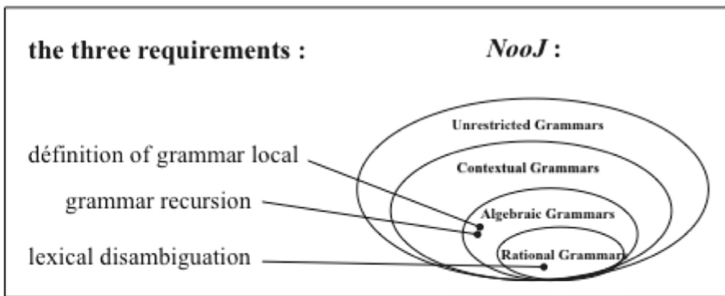 the three requirements :
NooJ :
Unrestricted Grammars
Contextual Grammars
définition of grammar local
grammar recursion
Algebraic Grammars
lexical disambiguation
Rational Grammars